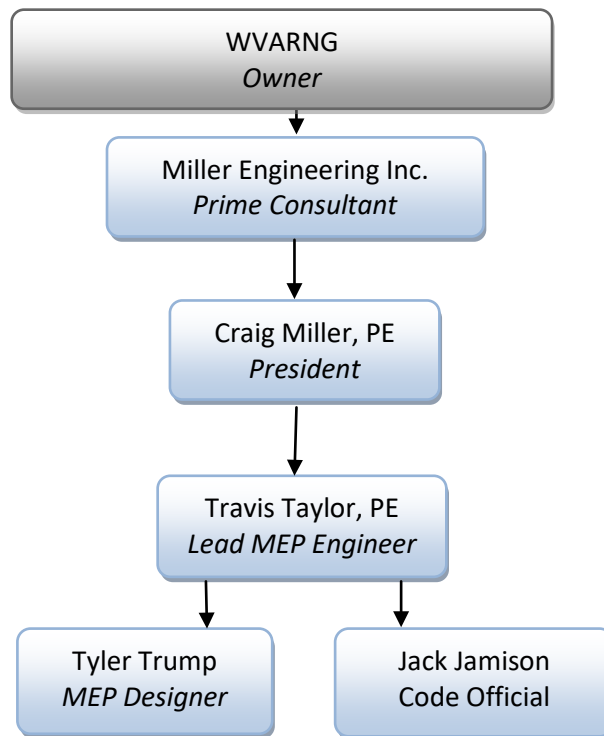 WVARNG
Owner
Miller Engineering Inc.
Prime Consultant
Craig Miller, PE
President
Travis Taylor, PE
Lead MEP Engineer
Tyler Trump
MEP Designer
Jack Jamison
Code Official